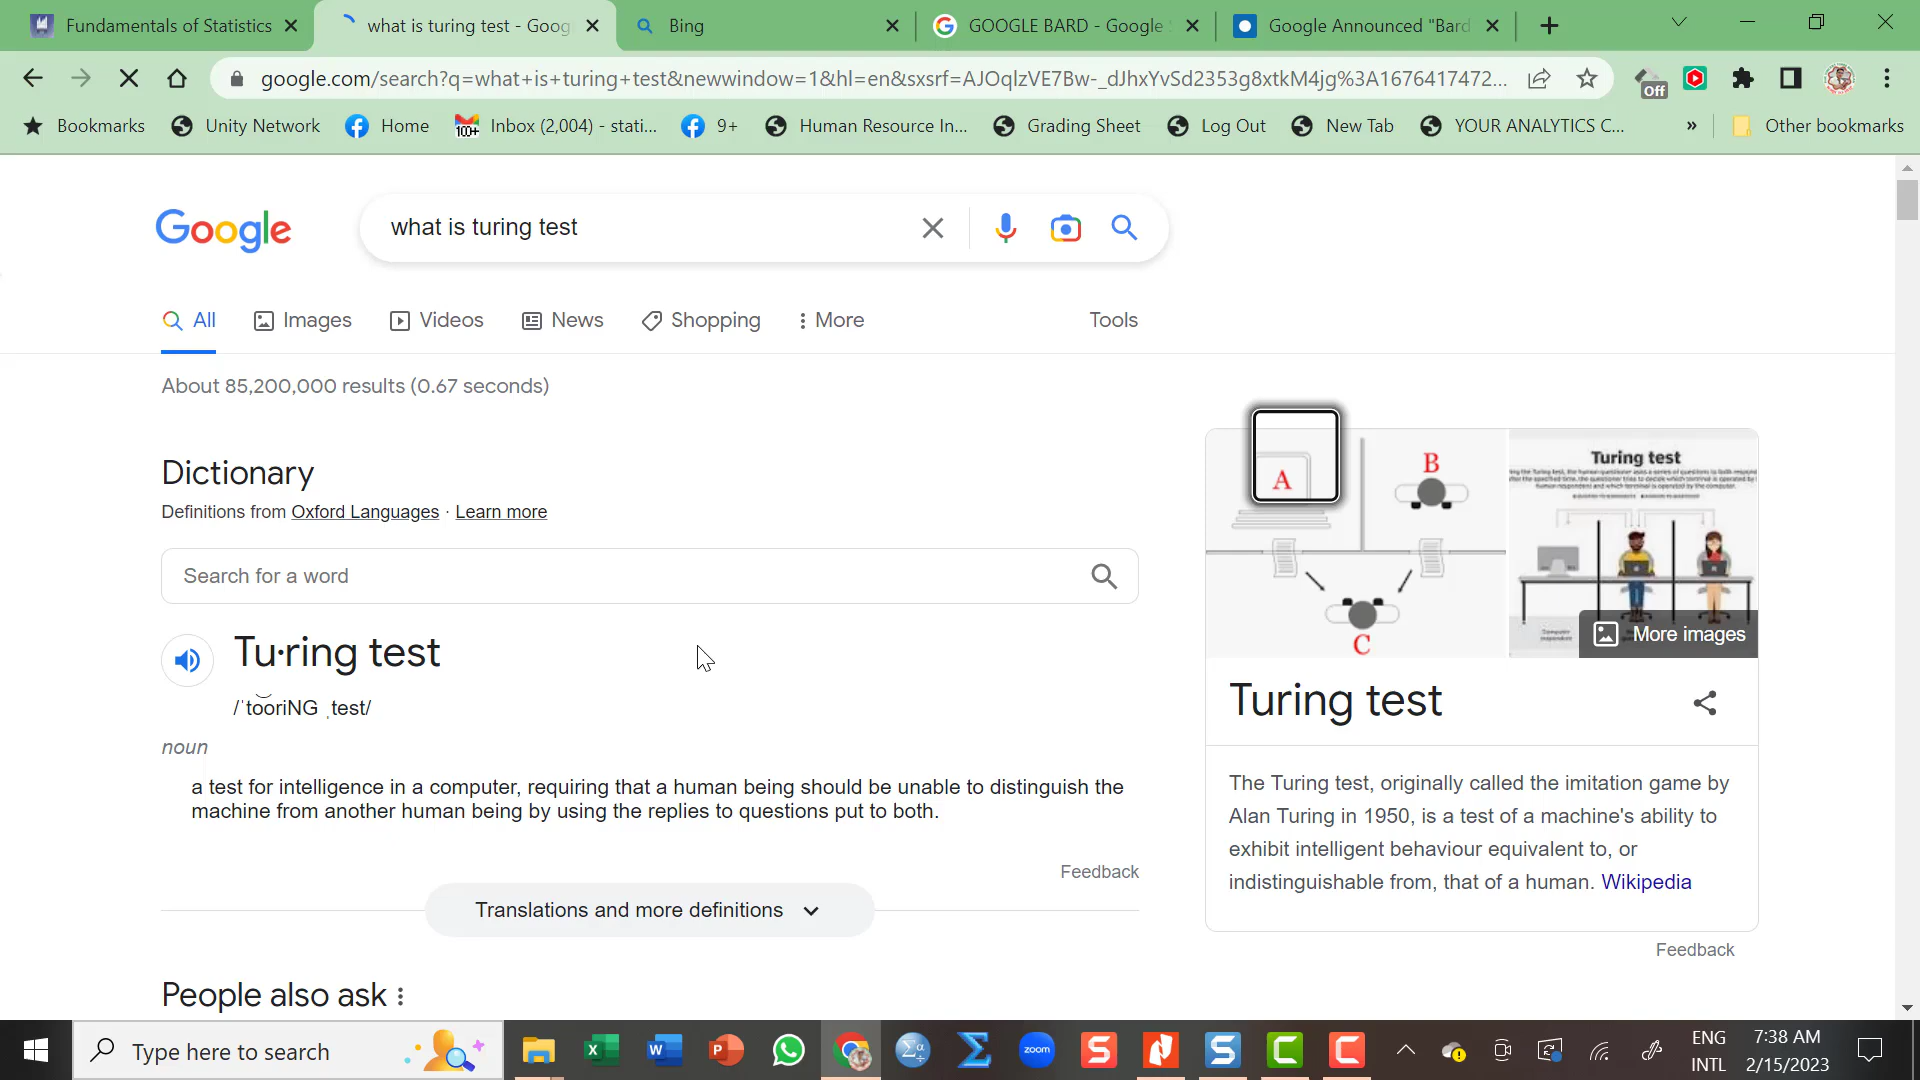 Fundamentals of Statistics
what is turing test - Goog
Bing
GOOGLE BARD - Google S
Google Announced "Bard
google.com/search?q=what+is+turing+test&newwindow=1&hl=en&sxsrf=AJOqlzVE7Bw-_dJhxYvSd2353g8xtkM4jg%3A1676417472...
Off
Bookmarks
Unity Network
Home
100+
Inbox (2,004) - stati...
9+
Human Resource In...
Grading Sheet
Log Out
New Tab
YOUR ANALYTICS C...
»
Other bookmarks
Google
what is turing test
All
Images
Videos
News
Shopping
More
Tools
About 85,200,000 results (0.67 seconds)
Dictionary
Definitions from Oxford Languages · Learn more
Search for a word
Tu·ring test
/ˈto͝oriNG ˌtest/
noun
a test for intelligence in a computer, requiring that a human being should be unable to distinguish the
machine from another human being by using the replies to questions put to both.
Feedback
Translations and more definitions
People also ask
A
B
C
Turing test
More images
Turing test
The Turing test, originally called the imitation game by
Alan Turing in 1950, is a test of a machine's ability to
exhibit intelligent behaviour equivalent to, or
indistinguishable from, that of a human. Wikipedia
Feedback
Type here to search
zoom
ENG
INTL
7:38 AM
2/15/2023